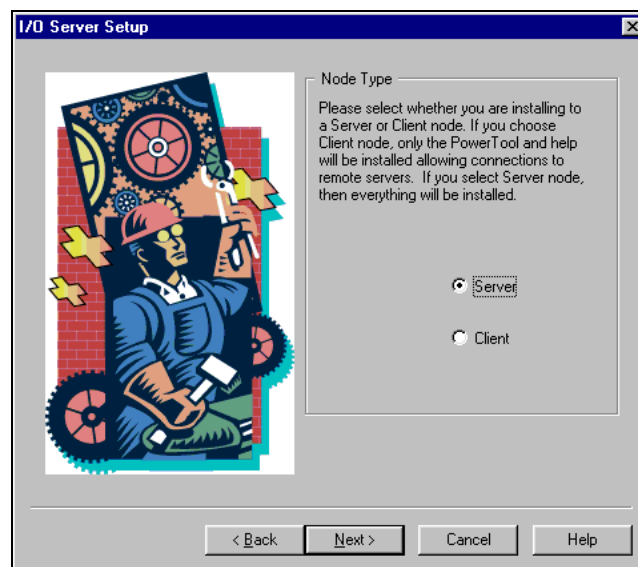 I/O Server Setup
Node Type
Please select whether you are installing to
a Server or Client node. If you choose
Client node, only the PowerTool and help
will be installed allowing connections to
remote servers. If you select Server node,
then everything will be installed.
Server
Client
< Back
Next >
Cancel
Help